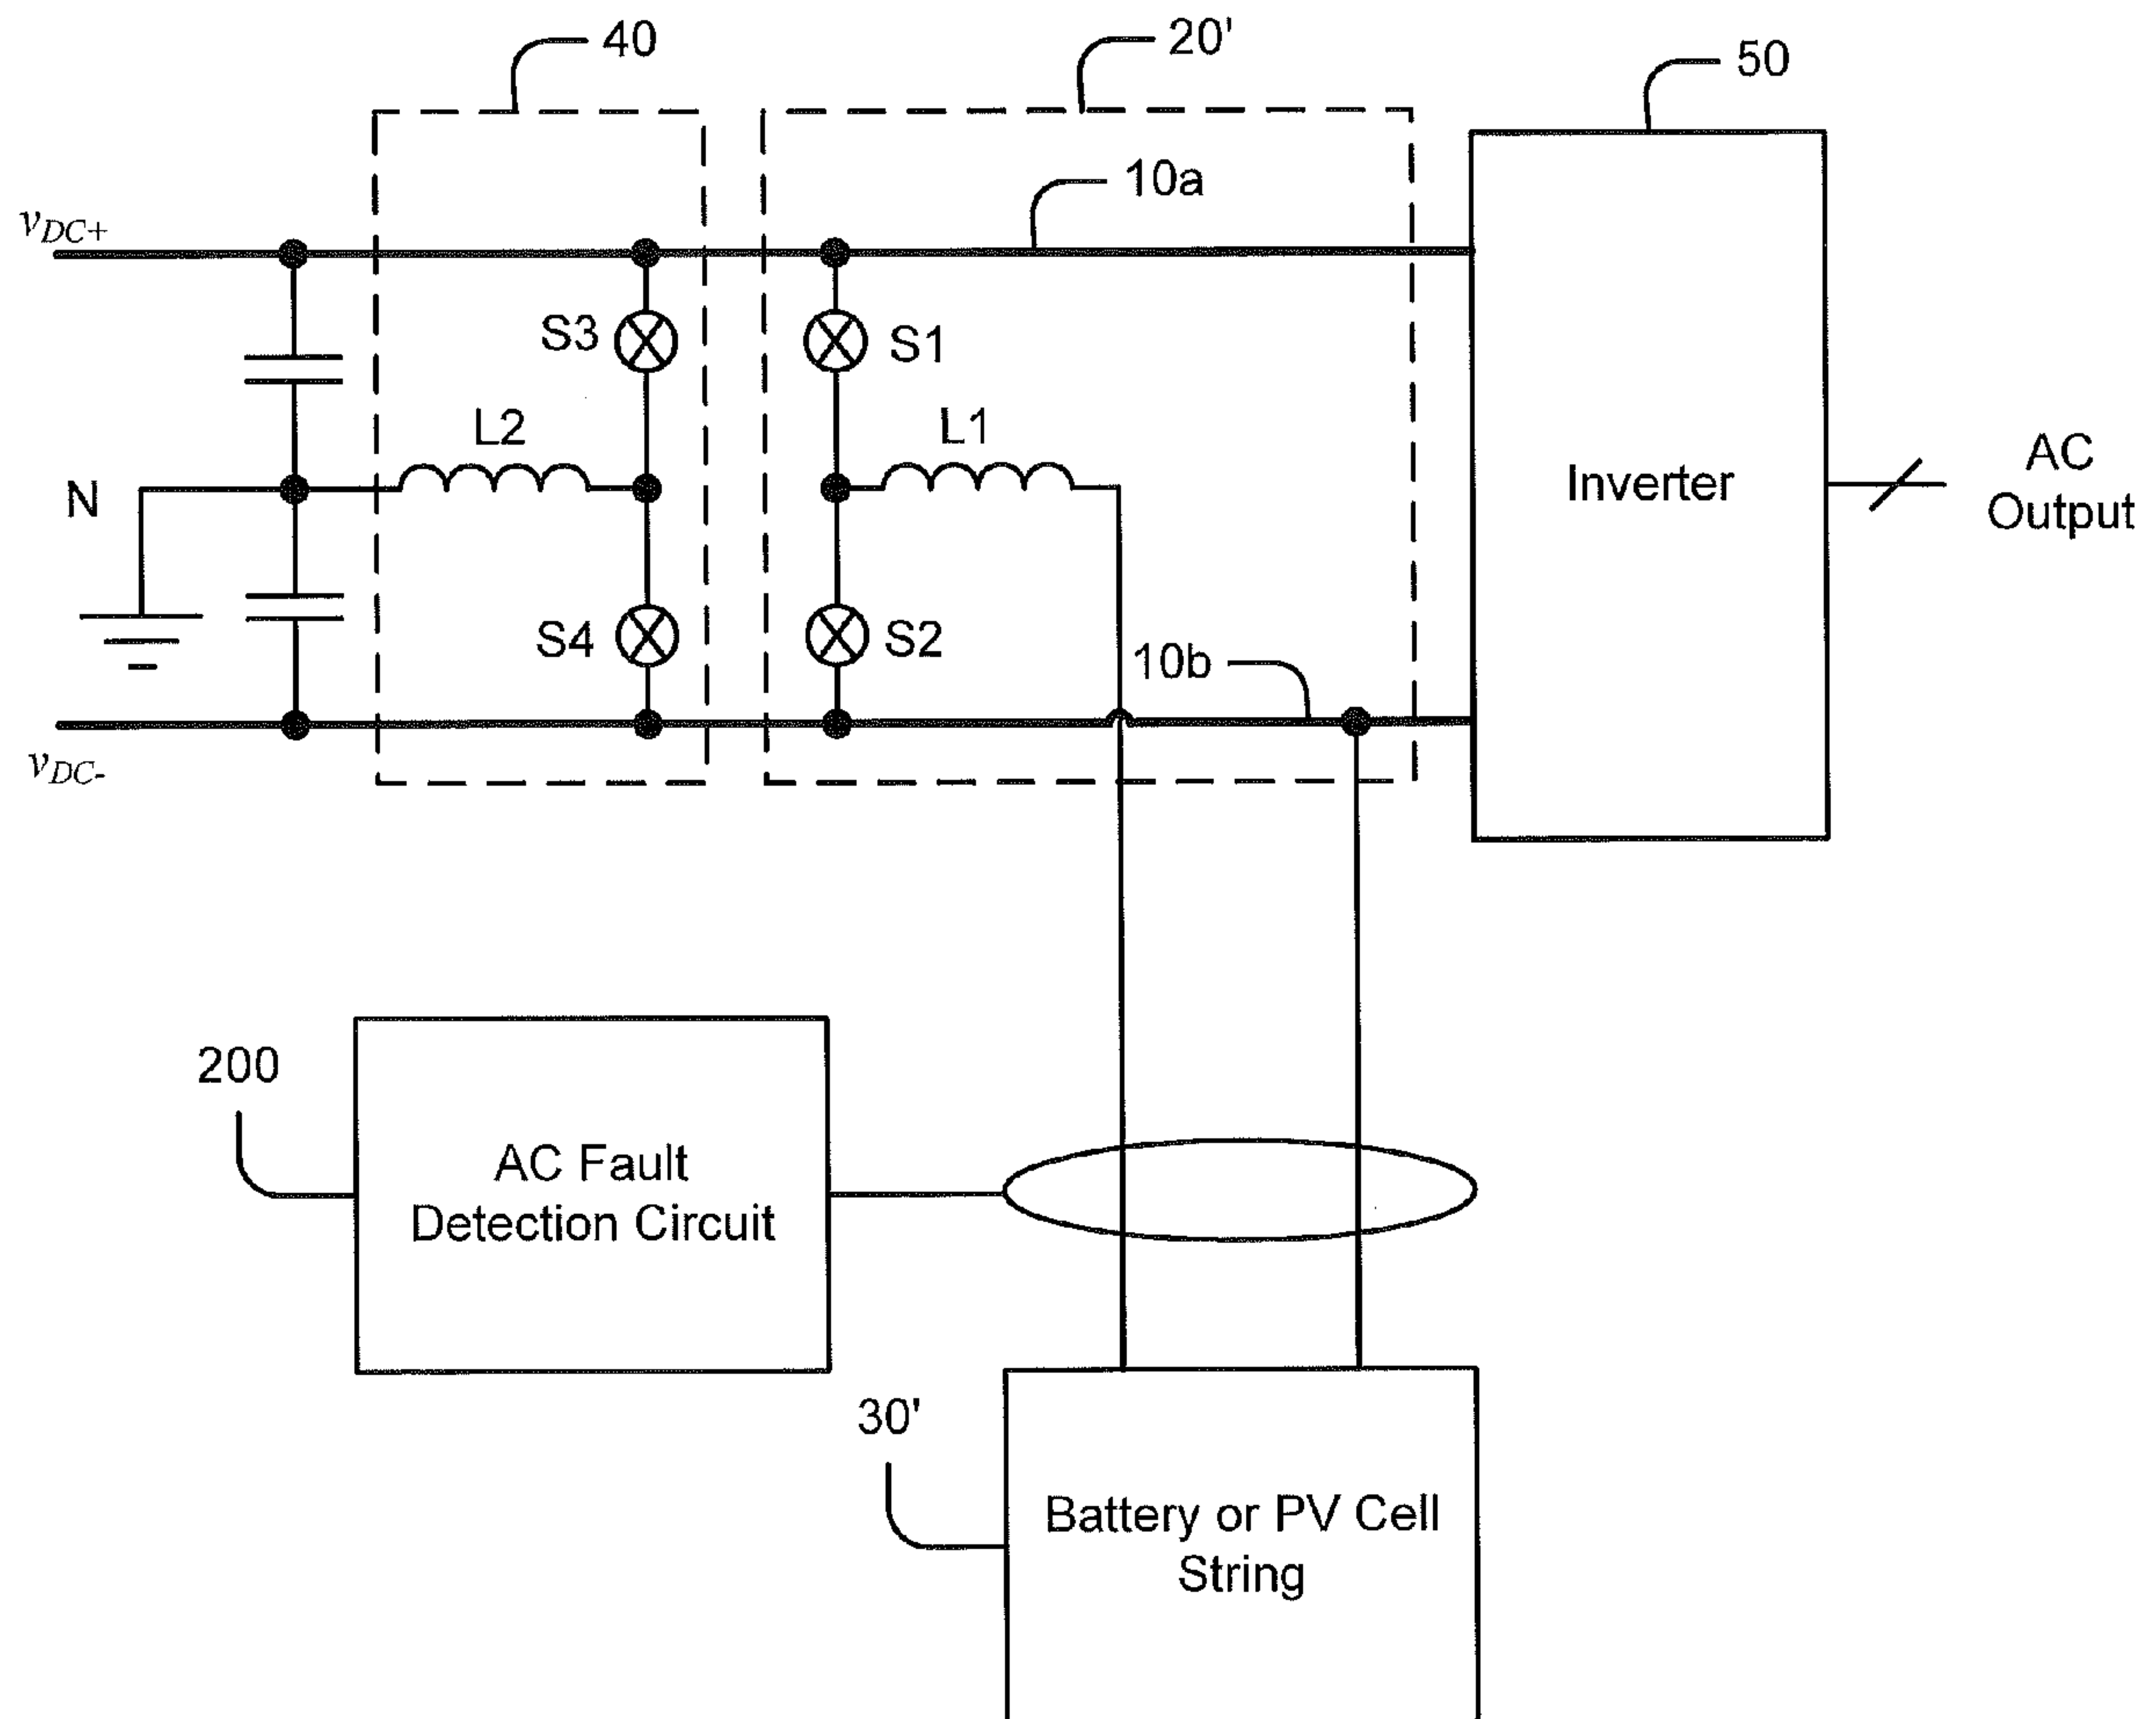 40
20'
50
10a
vDC+
S3
S1
L2
L1
N
Inverter
AC
Output
S4
S2
10b
vDC-
200
AC Fault
Detection Circuit
30'
Battery or PV Cell
String